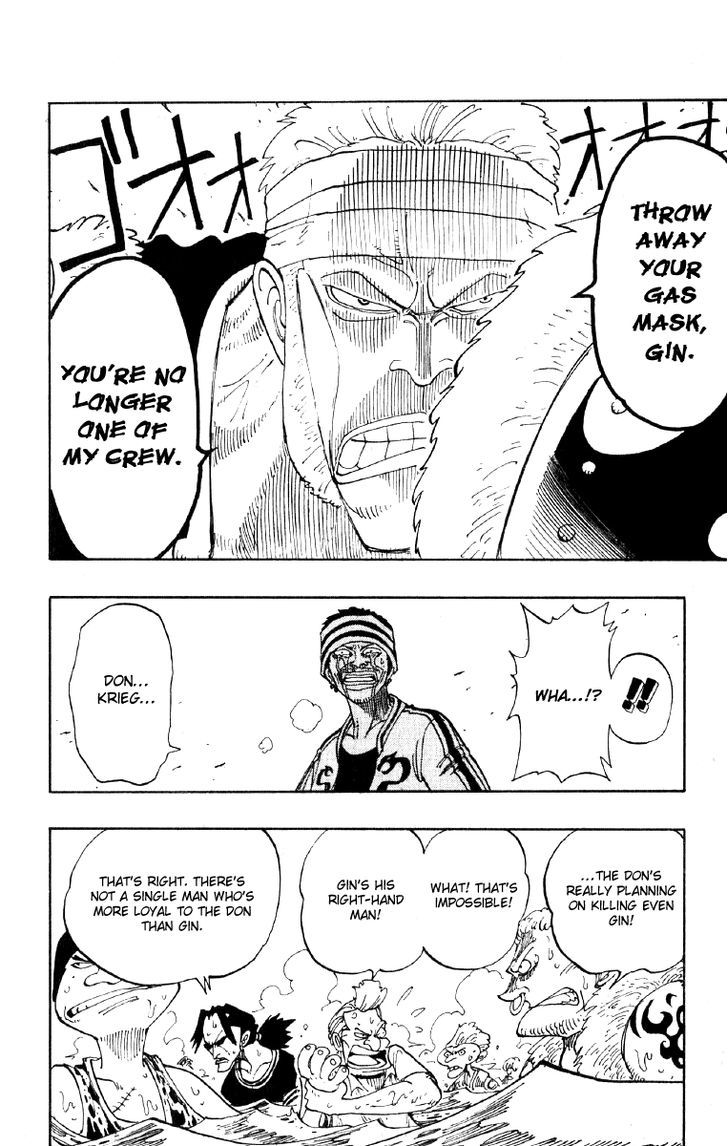 THROW
AWAY
YOUR
GAS
MASK,
GIN.
ゴオオオ
オオオ
YOU'RE NO
LONGER
ONE OF
MY CREW.
!!
WHA...!?
DON...
KRIEG...
...THE DON'S
REALLY PLANNING
ON KILLING EVEN
GIN!
WHAT! THAT'S
IMPOSSIBLE!
GIN'S HIS
RIGHT-HAND
MAN!
THAT'S RIGHT. THERE'S
NOT A SINGLE MAN WHO'S
MORE LOYAL TO THE DON
THAN GIN.